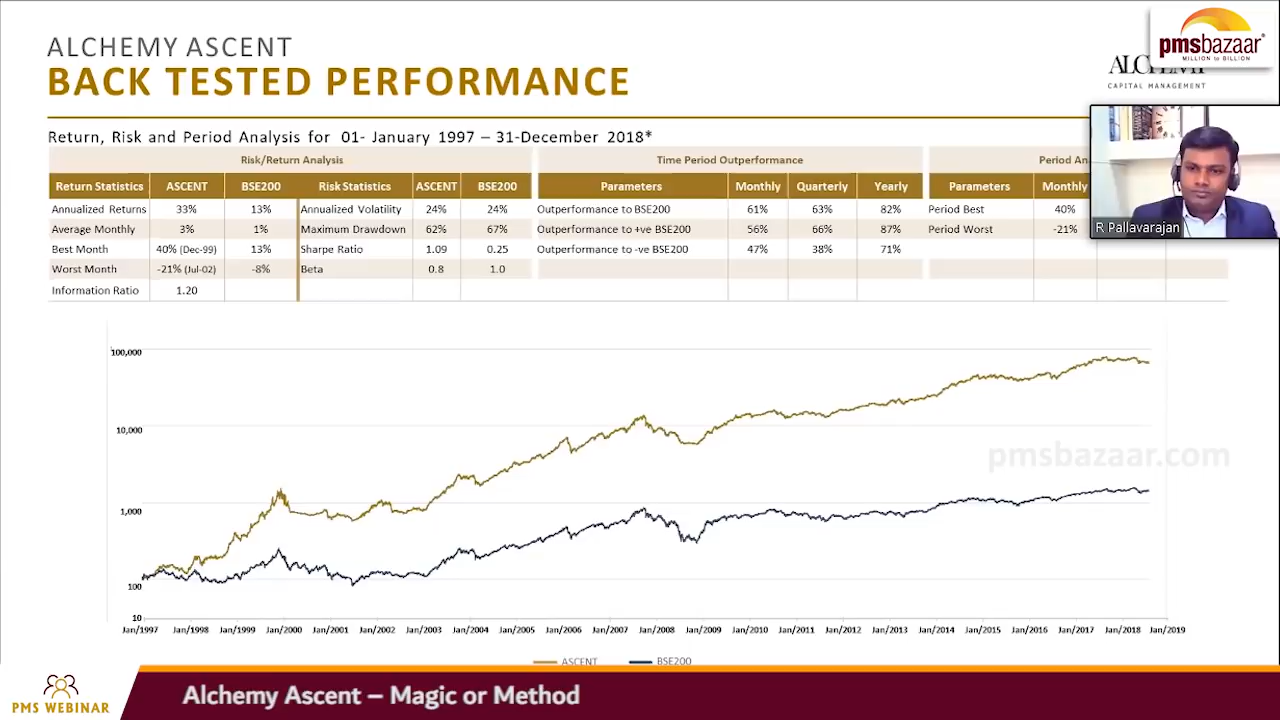 ALCHEMY ASCENT
BACK TESTED PERFORMANCE
pmsbazaar®
MILLION to BILLION
CAPITAL MANAGEMENT
Return, Risk and Period Analysis for 01- January 1997 – 31-December 2018*
Risk/Return Analysis Time Period Outperformance
Return Statistics ASCENT BSE200 Risk Statistics ASCENT BSE200 Parameters Monthly Quarterly Yearly Parameters Monthly
Annualized Returns 33% 13% Annualized Volatility 24% 24% Outperformance to BSE200 61% 63% 82% Period Best 40%
Average Monthly 3% 1% Maximum Drawdown 62% 67% Outperformance to +ve BSE200 56% 66% 87% Period Worst -21%
Best Month 40% (Dec-99) 13% Sharpe Ratio 1.09 0.25 Outperformance to -ve BSE200 47% 38% 71%
Worst Month -21% (Jul-02) -8% Beta 0.8 1.0
Information Ratio 1.20
R Pallavarajan
100,000
10,000
1,000
100
10
Jan/1997 Jan/1998 Jan/1999 Jan/2000 Jan/2001 Jan/2002 Jan/2003 Jan/2004 Jan/2005 Jan/2006 Jan/2007 Jan/2008 Jan/2009 Jan/2010 Jan/2011 Jan/2012 Jan/2013 Jan/2014 Jan/2015 Jan/2016 Jan/2017 Jan/2018 Jan/2019
pmsbazaar.com
ASCENT BSE200
PMS WEBINAR
Alchemy Ascent – Magic or Method